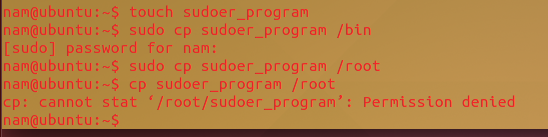 nam@ubuntu:~$ touch sudoer_program
nam@ubuntu:~$ sudo cp sudoer_program /bin
[sudo] password for nam:
nam@ubuntu:~$ sudo cp sudoer_program /root
nam@ubuntu:~$ cp sudoer_program /root
cp: cannot stat ‘/root/sudoer_program’: Permission denied
nam@ubuntu:~$